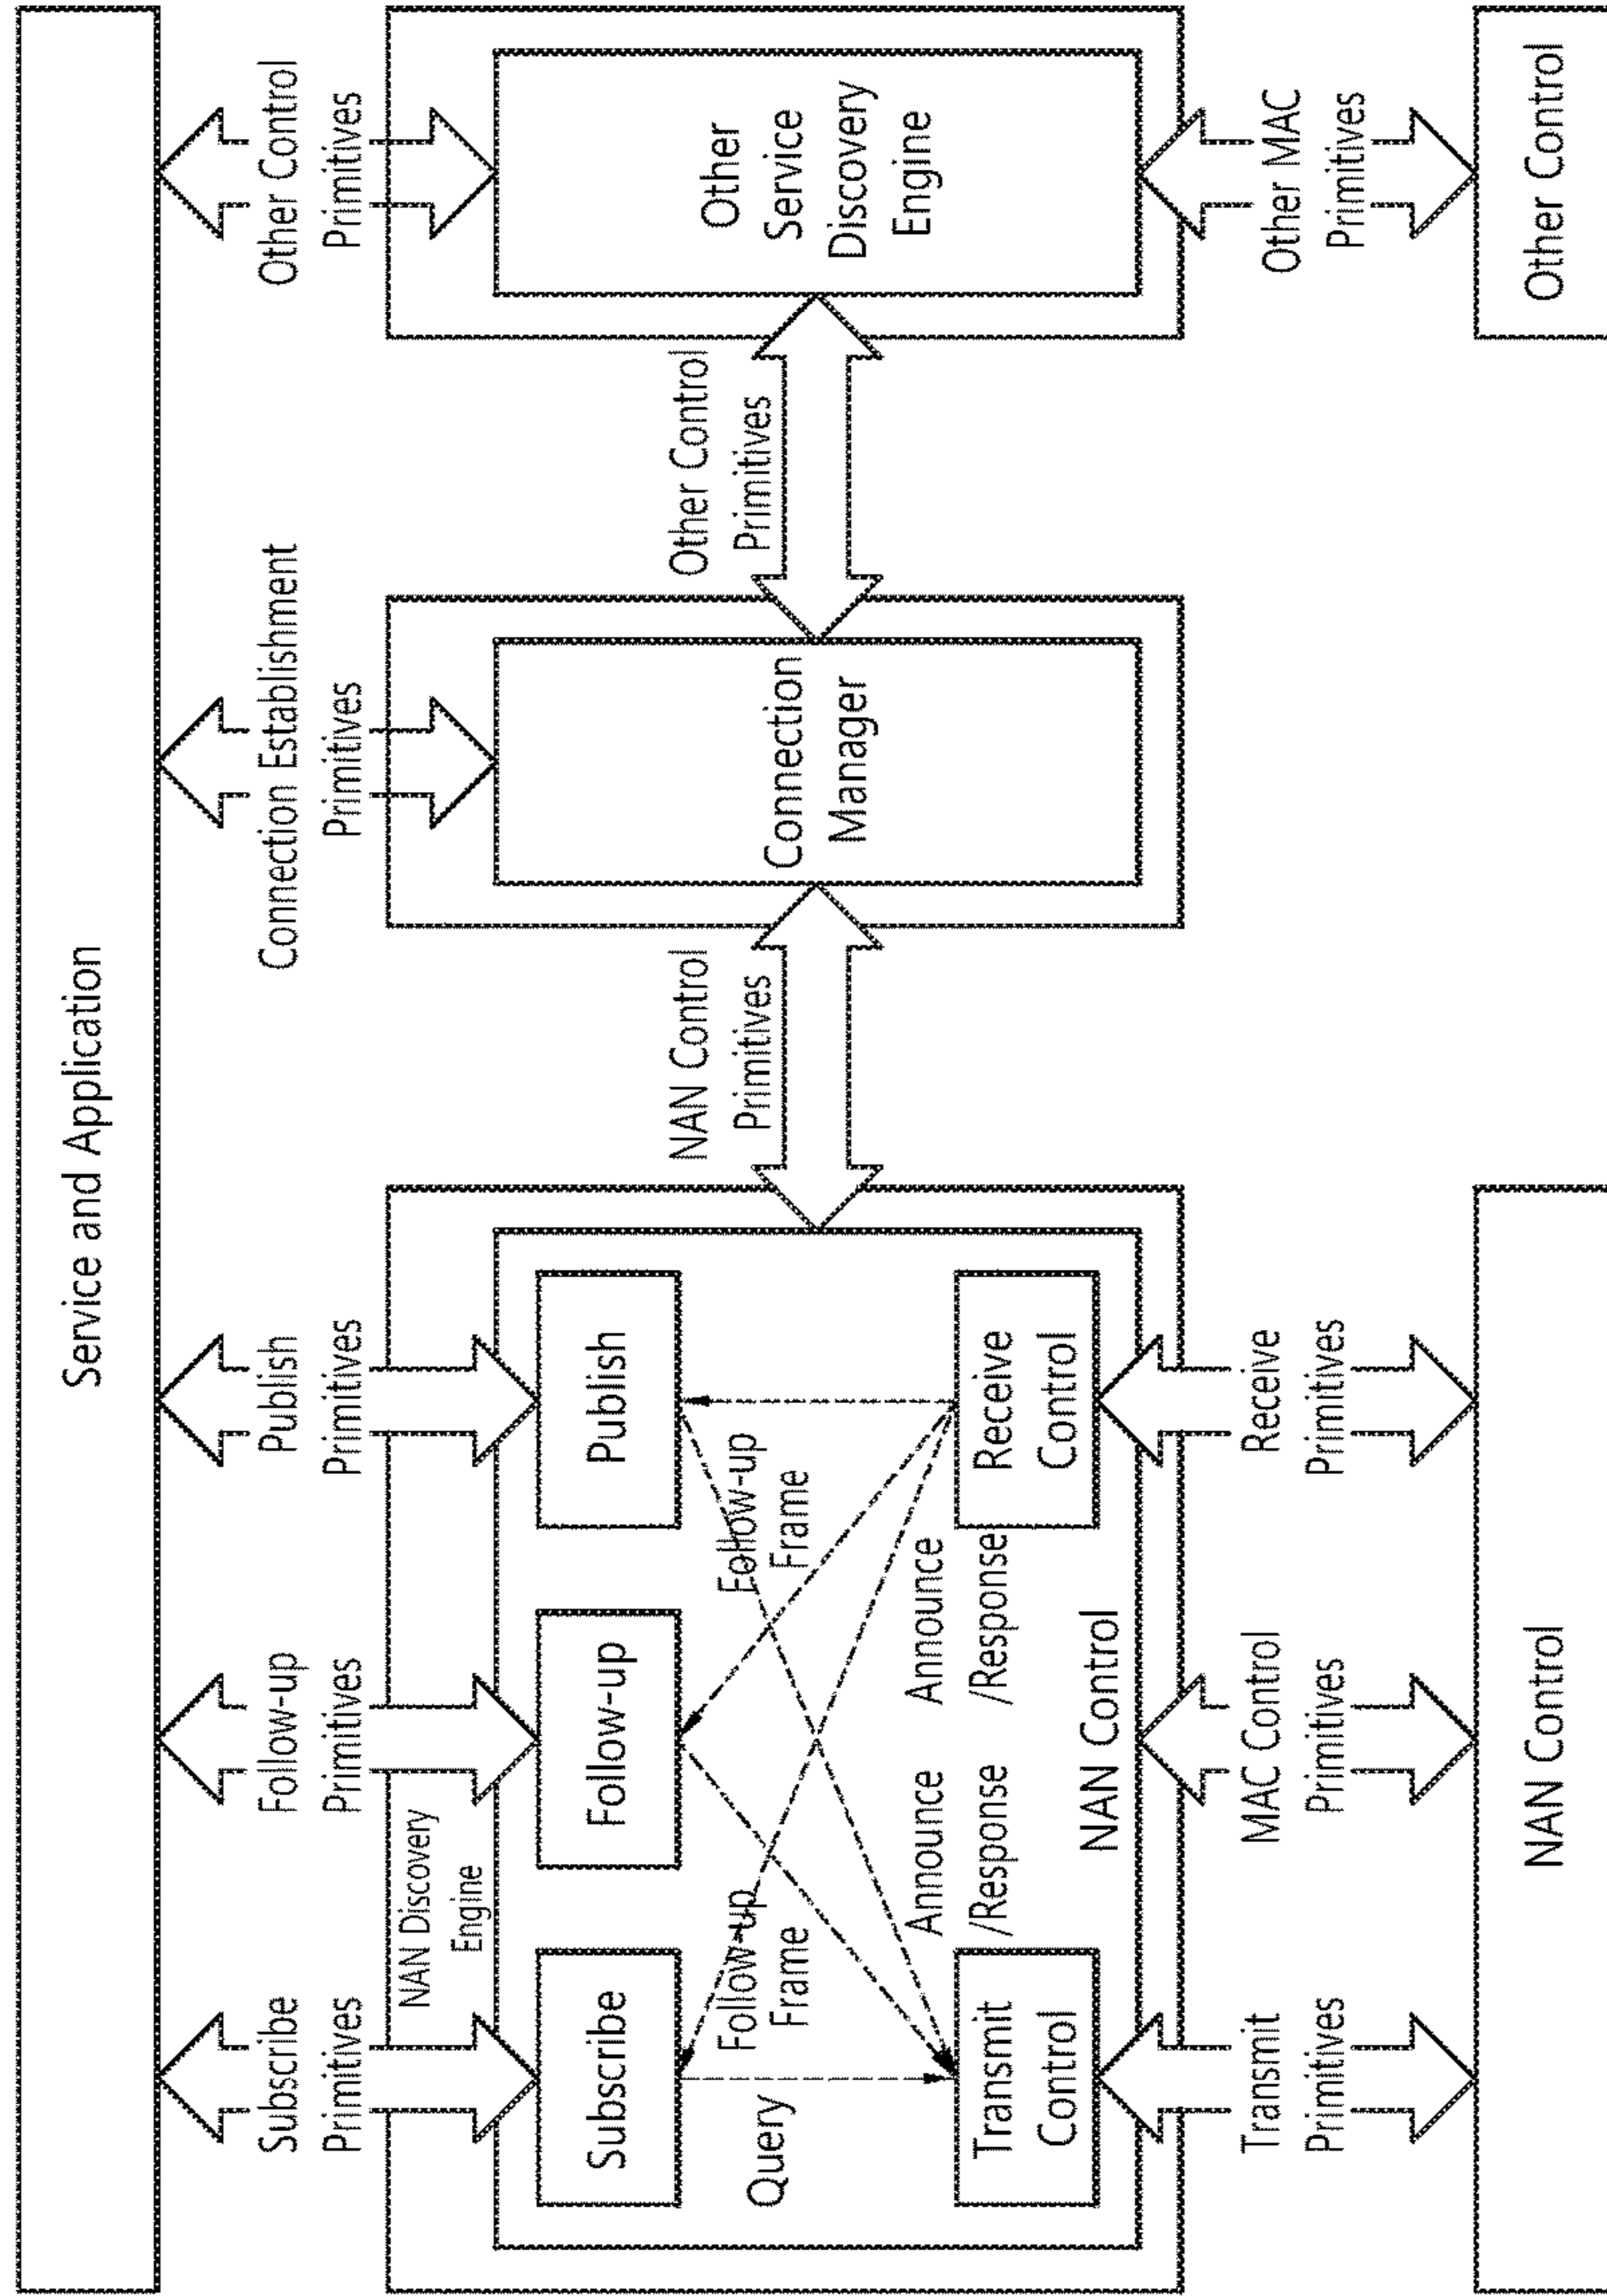 Service and Application
Subscribe
Primitives
Follow-up
Primitives
Publish
Primitives
Connection Establishment
Primitives
Other Control
Primitives
NAN Discovery
Engine
Subscribe
Follow-up
Publish
NAN Control
Primitives
Other Control
Primitives
Query
Follow-up
Frame
Follow-up
Frame
Connection
Manager
Other
Service
Discovery
Engine
Announce
/Response
Announce
/Response
Transmit
Control
Receive
Control
NAN Control
Transmit
Primitives
MAC Control
Primitives
Receive
Primitives
Other MAC
Primitives
NAN Control
Other Control